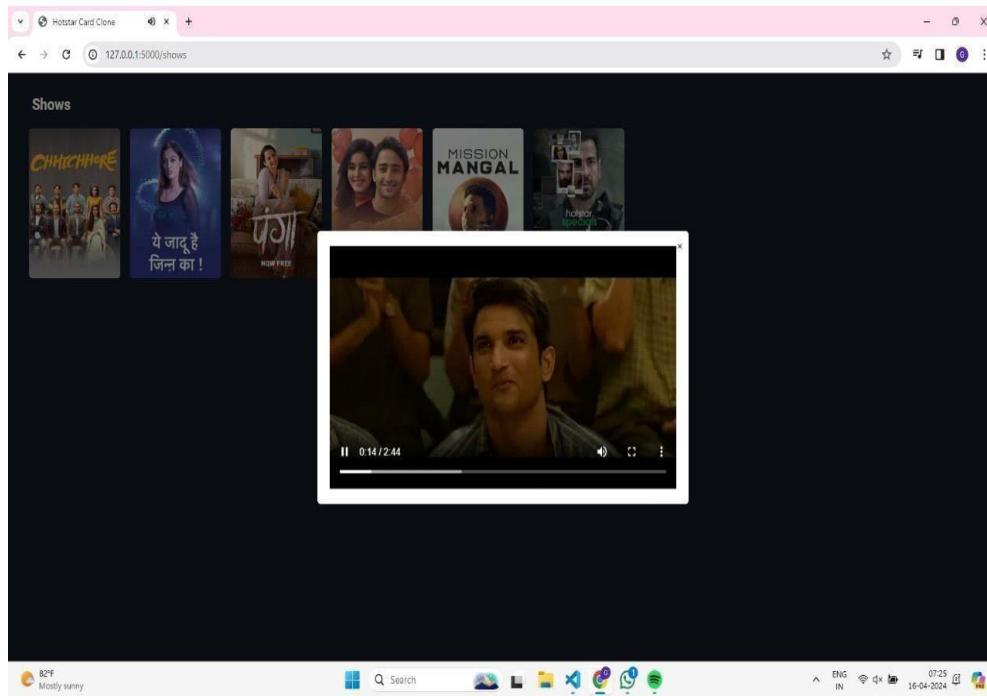 Hotstar Card Clone
127.0.0.1:5000/shows
G
Shows
CHHICHHORE
ये जादू है
जिन्न का !
पंगा
NOW FREE
MISSION
MANGAL
hotstar
specials
×
0:14 / 2:44
82°F
Mostly sunny
Search
G
1
ENG
IN
07:25
16-04-2024